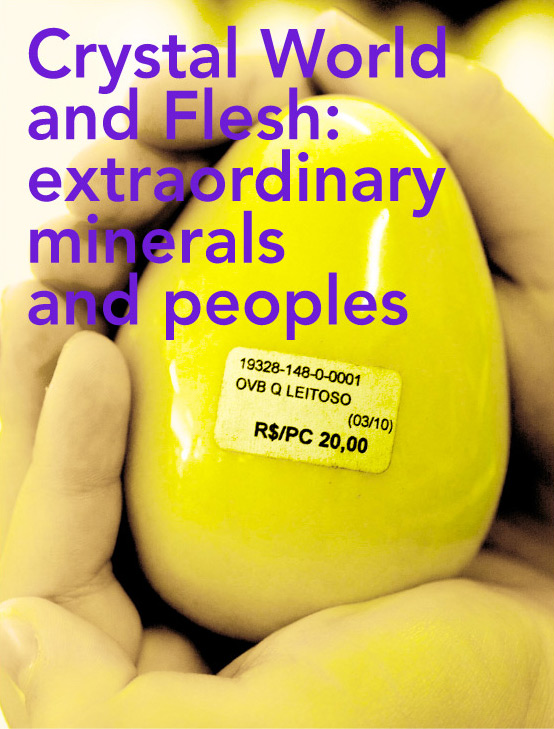 Crystal World
and Flesh:
extraordinary
minerals
and peoples
19328-148-0-0001
OVB Q LEITOSO
(03/10)
R$/PC 20,00